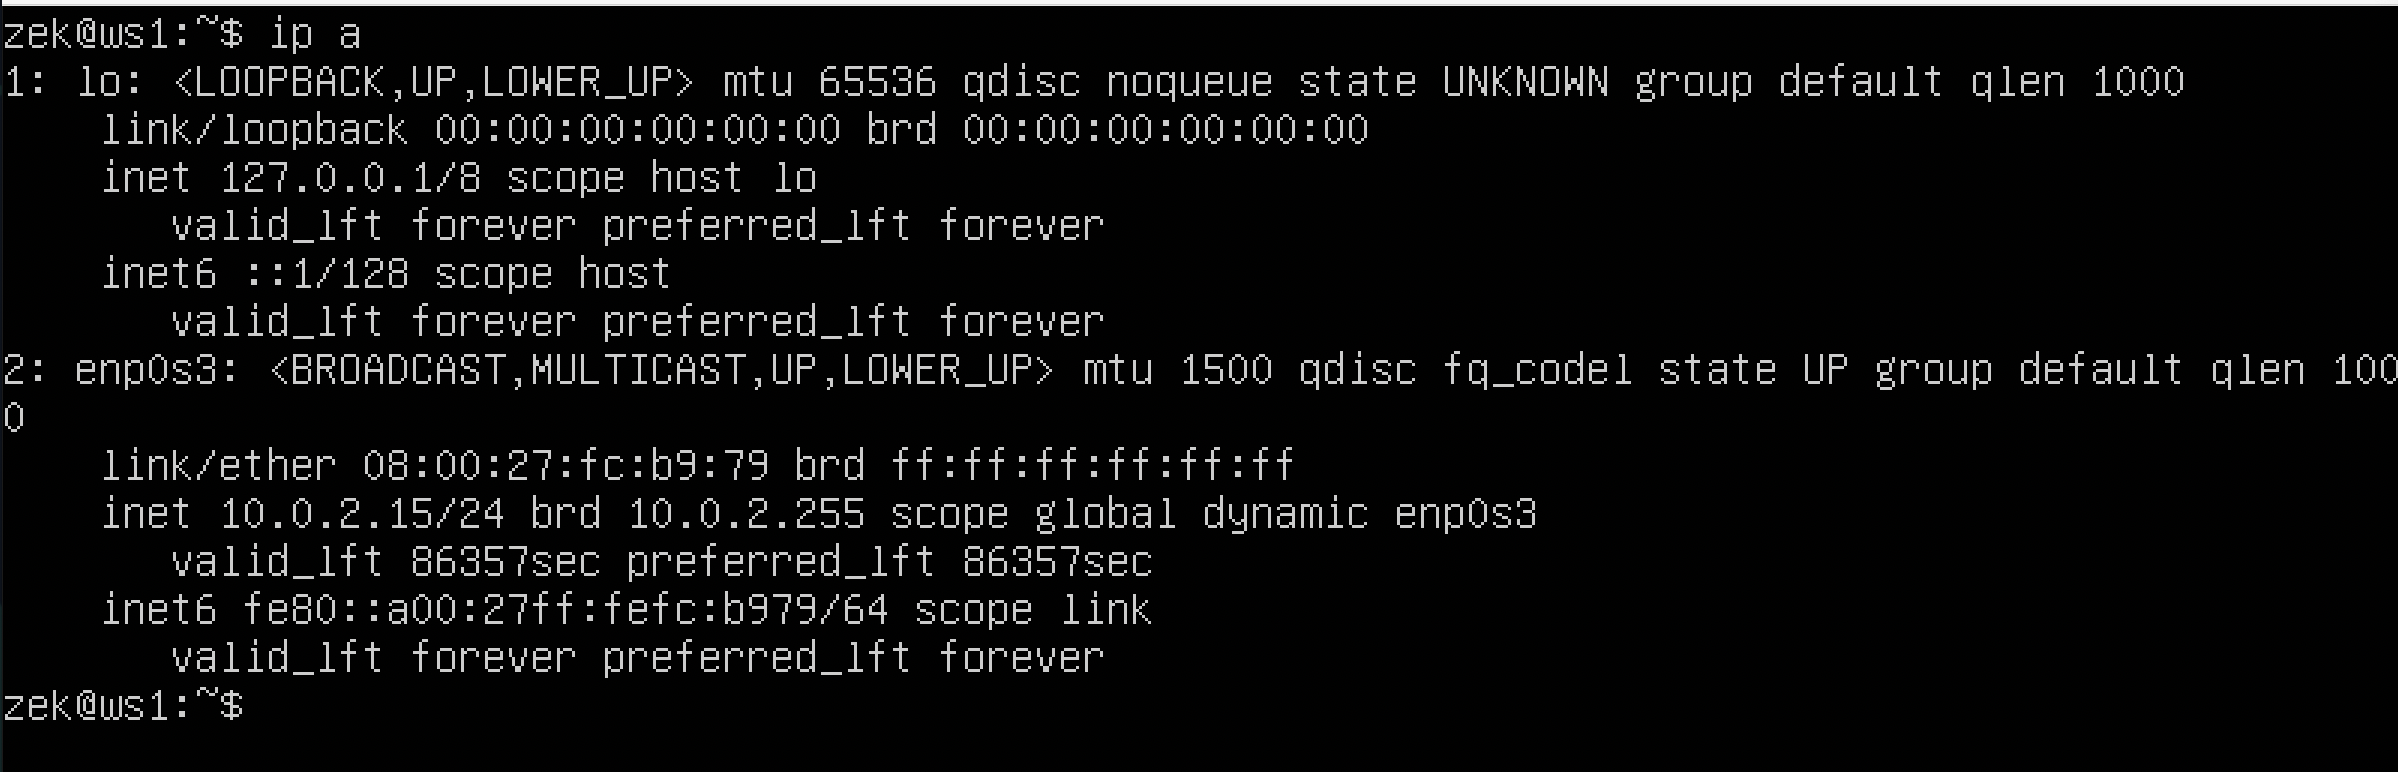 zek@ws1:~$ ip a
1: lo: <LOOPBACK,UP,LOWER_UP> mtu 65536 qdisc noqueue state UNKNOWN group default qlen 1000
    link/loopback 00:00:00:00:00:00 brd 00:00:00:00:00:00
    inet 127.0.0.1/8 scope host lo
       valid_lft forever preferred_lft forever
    inet6 ::1/128 scope host
       valid_lft forever preferred_lft forever
2: enp0s3: <BROADCAST,MULTICAST,UP,LOWER_UP> mtu 1500 qdisc fq_codel state UP group default qlen 100
0
    link/ether 08:00:27:fc:b9:79 brd ff:ff:ff:ff:ff:ff
    inet 10.0.2.15/24 brd 10.0.2.255 scope global dynamic enp0s3
       valid_lft 86357sec preferred_lft 86357sec
    inet6 fe80::a00:27ff:fefc:b979/64 scope link
       valid_lft forever preferred_lft forever
zek@ws1:~$